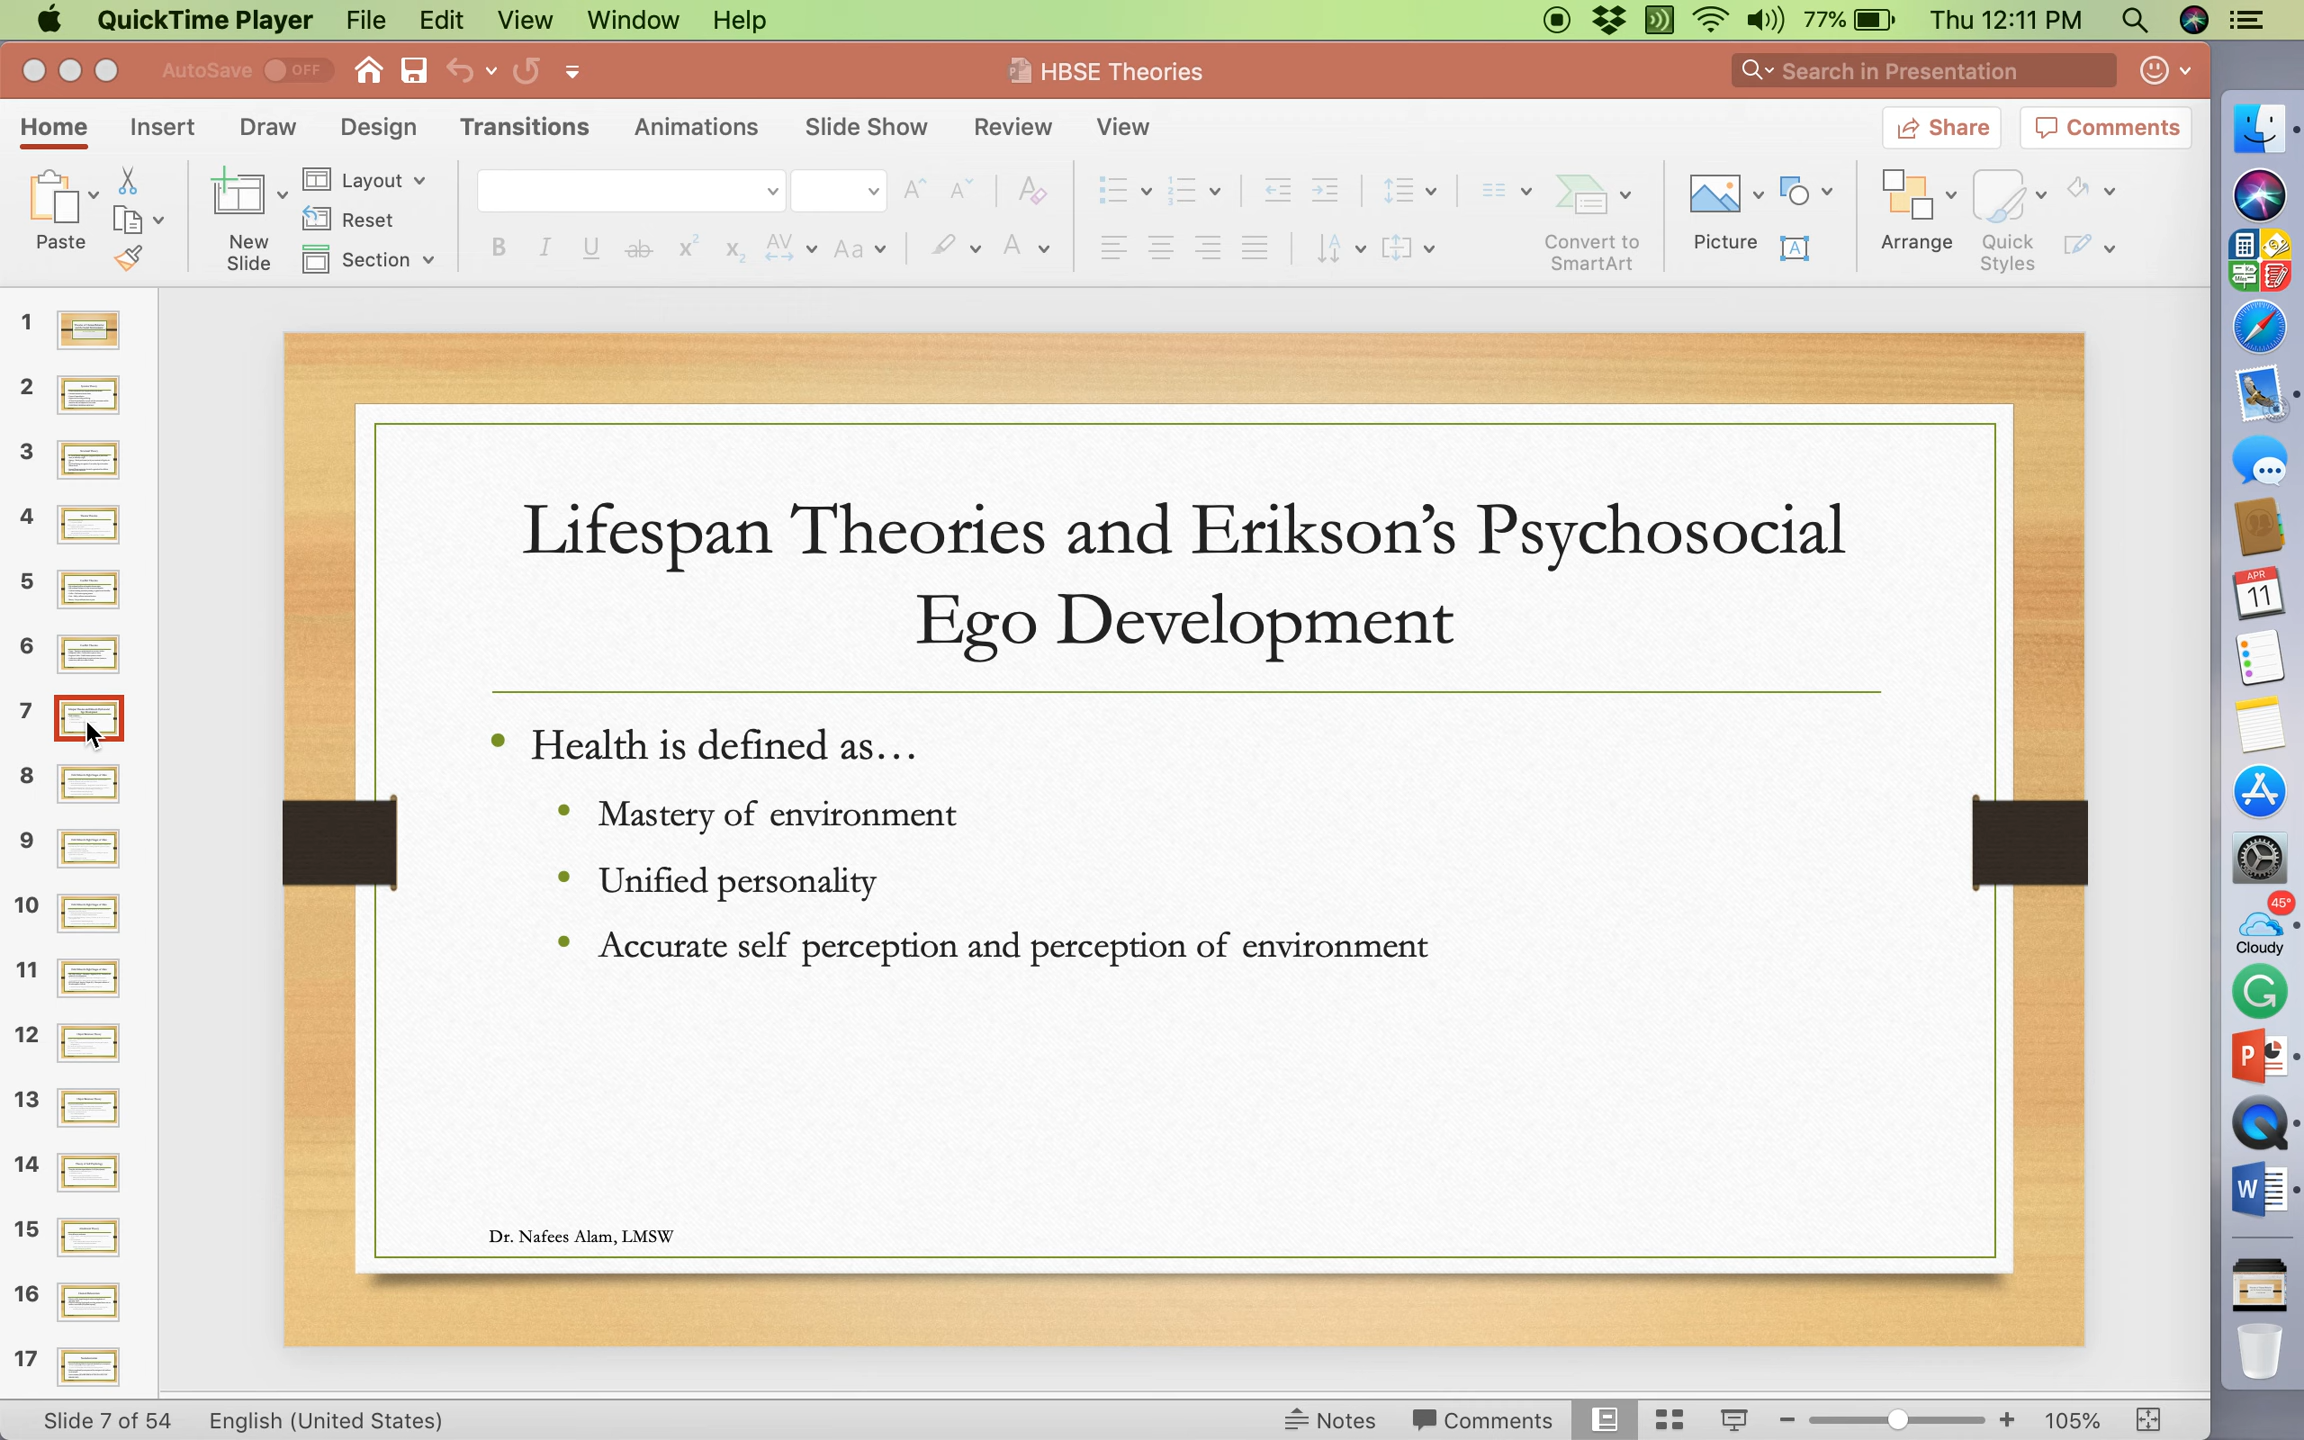 QuickTime Player File Edit View Window Help 77% Thu 12:11 PM
AutoSave OFF HBSE Theories Search in Presentation
Home Insert Draw Design Transitions Animations Slide Show Review View Share Comments
Paste New Slide Layout Reset Section
B I U ab x² x₂ AV Aa A
Convert to SmartArt Picture Arrange Quick Styles
1
2
3
4
5
6
7
8
9
10
11
12
13
14
15
16
17
Lifespan Theories and Erikson’s Psychosocial
Ego Development
• Health is defined as…
• Mastery of environment
• Unified personality
• Accurate self perception and perception of environment
Dr. Nafees Alam, LMSW
APR
11
45°
Cloudy
Slide 7 of 54 English (United States) Notes Comments 105%